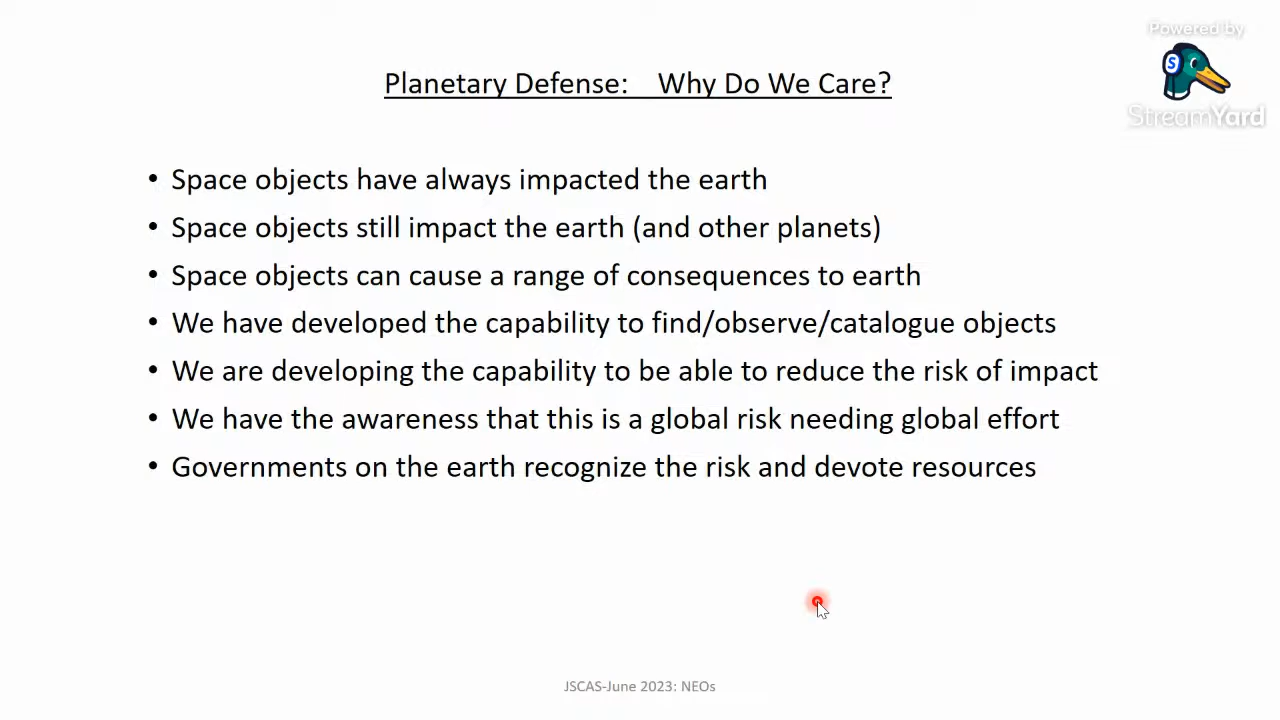 Powered by
S
StreamYard
Planetary Defense: Why Do We Care?
• Space objects have always impacted the earth
• Space objects still impact the earth (and other planets)
• Space objects can cause a range of consequences to earth
• We have developed the capability to find/observe/catalogue objects
• We are developing the capability to be able to reduce the risk of impact
• We have the awareness that this is a global risk needing global effort
• Governments on the earth recognize the risk and devote resources
JSCAS-June 2023: NEOs